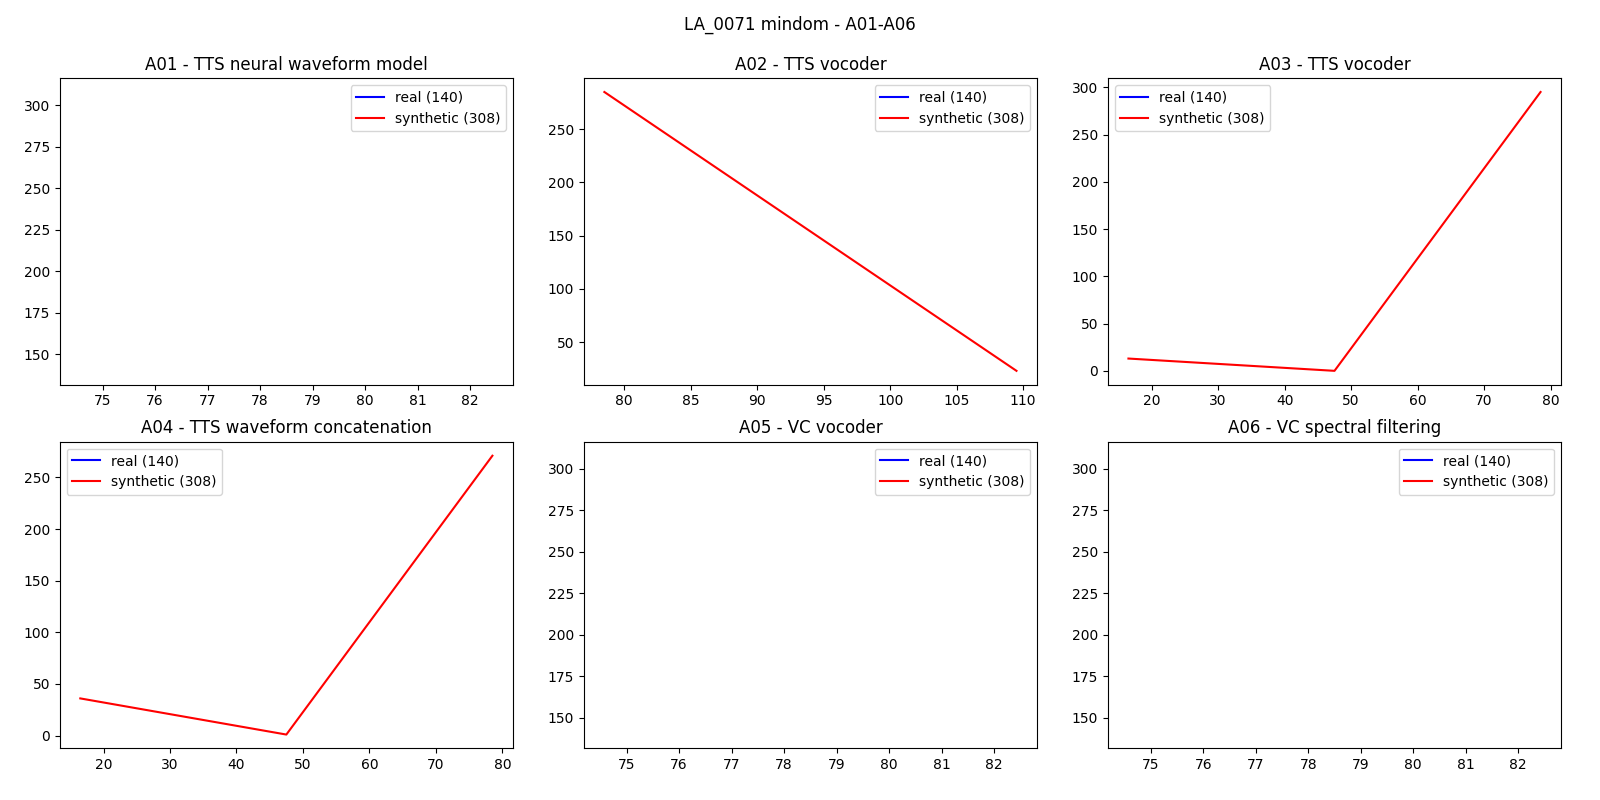 LA_0071 mindom - A01-A06
A01 - TTS neural waveform model
real (140)
synthetic (308)
300
275
250
225
200
175
150
75 76 77 78 79 80 81 82
A02 - TTS vocoder
real (140)
synthetic (308)
250
200
150
100
50
80 85 90 95 100 105 110
A03 - TTS vocoder
real (140)
synthetic (308)
300
250
200
150
100
50
0
20 30 40 50 60 70 80
A04 - TTS waveform concatenation
real (140)
synthetic (308)
250
200
150
100
50
0
20 30 40 50 60 70 80
A05 - VC vocoder
real (140)
synthetic (308)
300
275
250
225
200
175
150
75 76 77 78 79 80 81 82
A06 - VC spectral filtering
real (140)
synthetic (308)
300
275
250
225
200
175
150
75 76 77 78 79 80 81 82